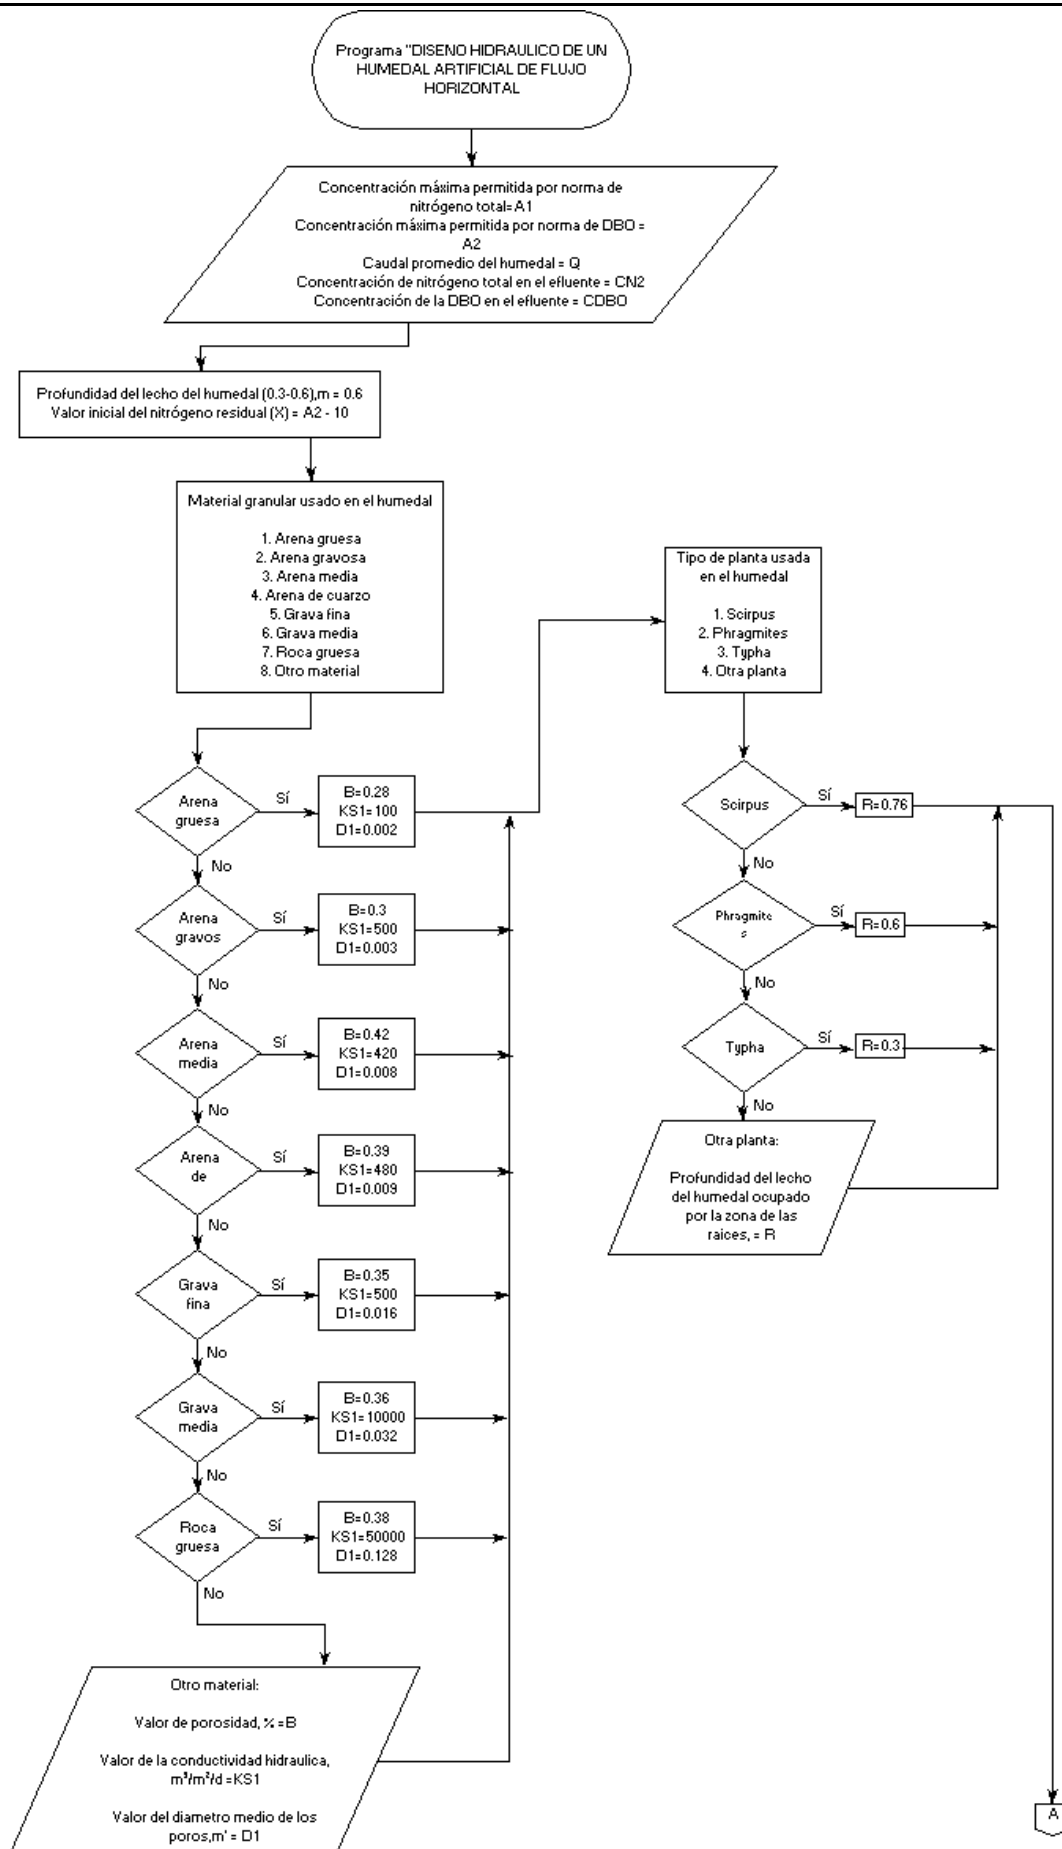 Programa "DISENO HIDRAULICO DE UN
HUMEDAL ARTIFICIAL DE FLUJO
HORIZONTAL
Concentración máxima permitida por norma de
nitrógeno total= A1
Concentración máxima permitida por norma de DBO =
A2
Caudal promedio del humedal = Q
Concentración de nitrógeno total en el efluente = CN2
Concentración de la DBO en el efluente = CDBO
Profundidad del lecho del humedal (0.3-0.6),m = 0.6
Valor inicial del nitrógeno residual (X) = A2 - 10
Material granular usado en el humedal
1. Arena gruesa
2. Arena gravosa
3. Arena media
4. Arena de cuarzo
5. Grava fina
6. Grava media
7. Roca gruesa
8. Otro material
Arena
gruesa
Sí
B=0.28
KS1=100
D1=0.002
No
Arena
gravos
Sí
B=0.3
KS1=500
D1=0.003
No
Arena
media
Sí
B=0.42
KS1=420
D1=0.008
No
Arena
de
Sí
B=0.39
KS1=480
D1=0.009
No
Grava
fina
Sí
B=0.35
KS1=500
D1=0.016
No
Grava
media
Sí
B=0.36
KS1=10000
D1=0.032
No
Roca
gruesa
Sí
B=0.38
KS1=50000
D1=0.128
No
Otro material:
Valor de porosidad, % =B
Valor de la conductividad hidraulica,
m³/m²/d =KS1
Valor del diametro medio de los
poros,m' = D1
Tipo de planta usada
en el humedal
1. Scirpus
2. Phragmites
3. Typha
4. Otra planta
Scirpus
Sí
R=0.76
No
Phragmite
s
Sí
R=0.6
No
Typha
Sí
R=0.3
No
Otra planta:
Profundidad del lecho
del humedal ocupado
por la zona de las
raices, = R
A